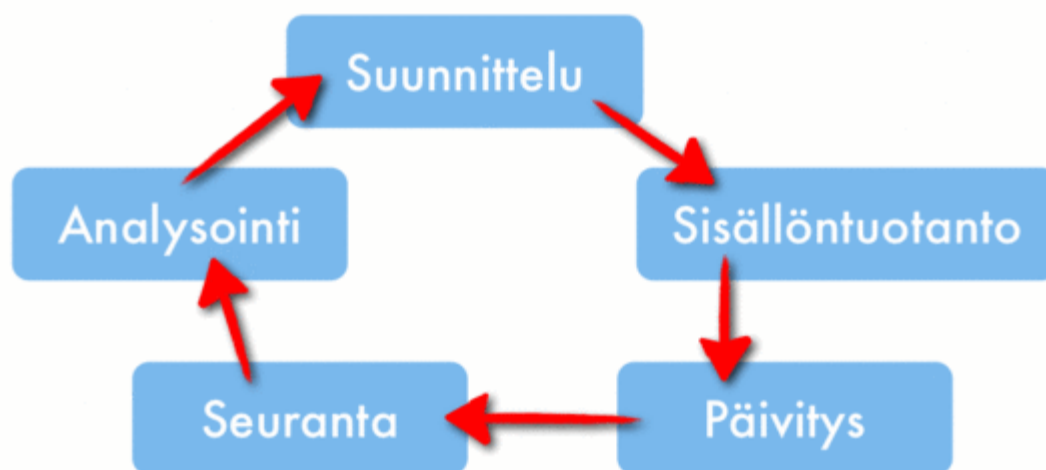 Suunnittelu
Analysointi
Sisällöntuotanto
Seuranta
Päivitys